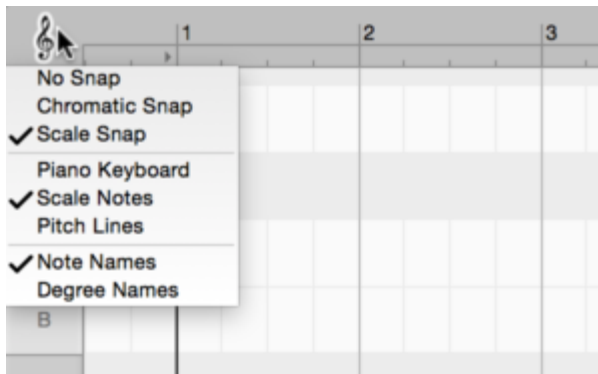 1 2 3
No Snap
Chromatic Snap
Scale Snap
Piano Keyboard
Scale Notes
Pitch Lines
Note Names
Degree Names
B